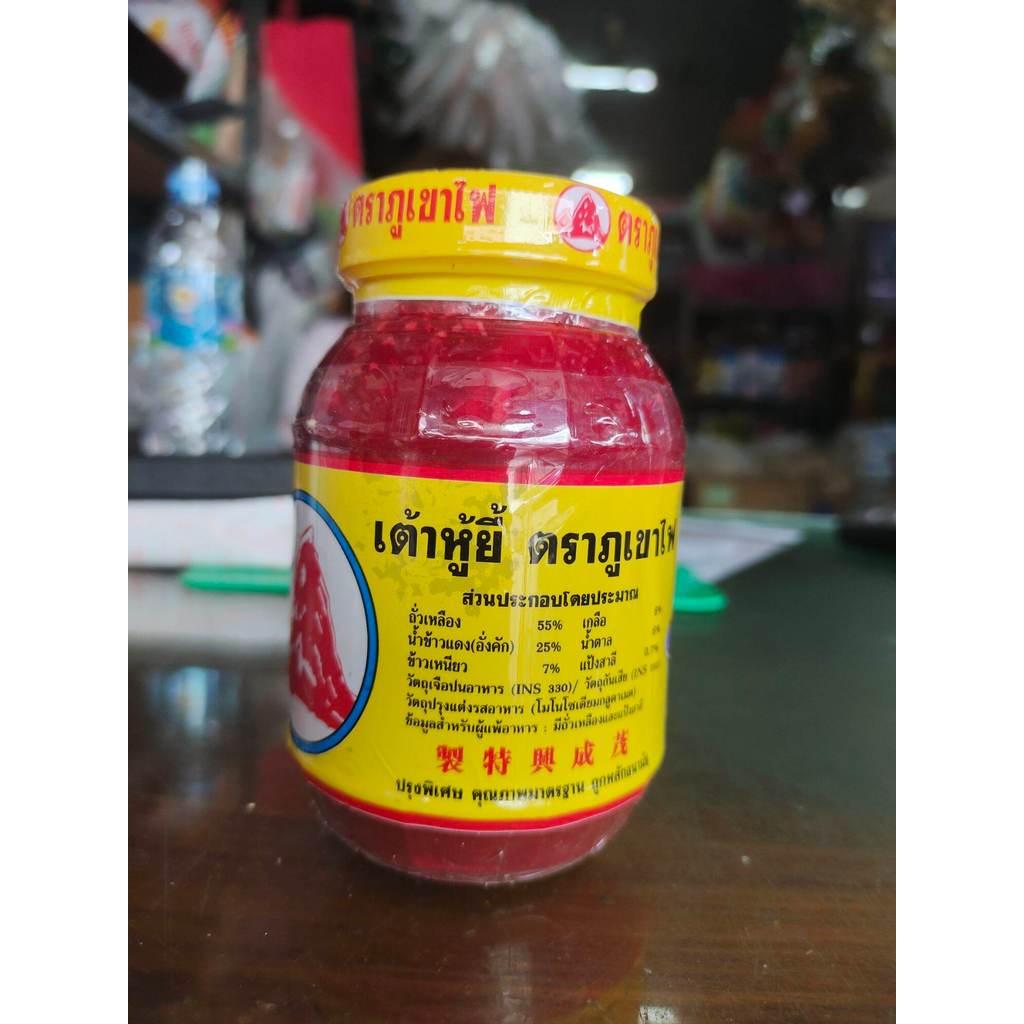 ตราภูเขาไฟ ตราภู
เต้าหู้ยี้ ตราภูเขาไฟ
ส่วนประกอบโดยประมาณ
ถั่วเหลือง 55% เกลือ
น้ำข้าวแดง(อั่งคัก) 25% น้ำตาล
ข้าวเหนียว 7% แป้งสาลี
วัตถุเจือปนอาหาร (INS 330)/ วัตถุกันเสีย (INS
วัตถุปรุงแต่งรสอาหาร (โมโนโซเดียมกลูตาเมต)
ข้อมูลสำหรับผู้แพ้อาหาร : มีถั่วเหลืองและแป้งสาลี
製特興成茂
ปรุงพิเศษ คุณภาพมาตรฐาน ถูกหลักอนามัย